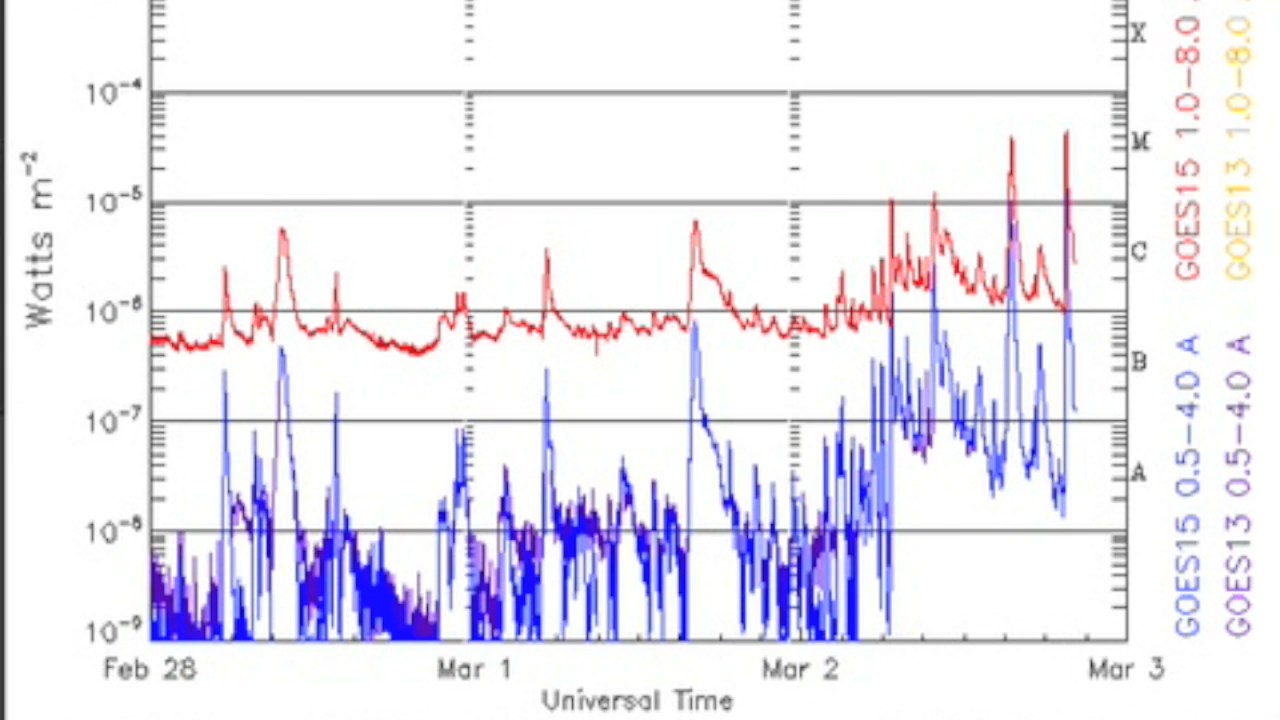 X
10−4
M
Watts m−2
10−5
C
10−6
B
10−7
A
10−8
10−9
Feb 28 Mar 1 Mar 2 Mar 3
Universal Time
GOES15 0.5−4.0 A GOES15 1.0−8.0
GOES13 0.5−4.0 A GOES13 1.0−8.0